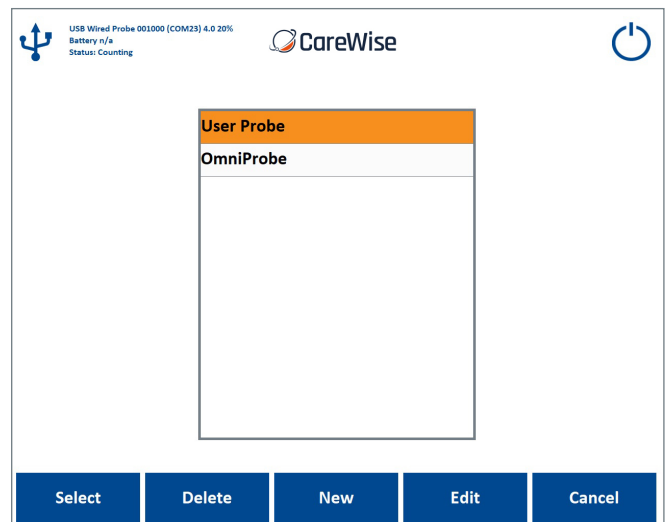 USB Wired Probe 001000 (COM23) 4.0 20%
Battery n/a
Status: Counting
CareWise
User Probe
OmniProbe
Select Delete New Edit Cancel